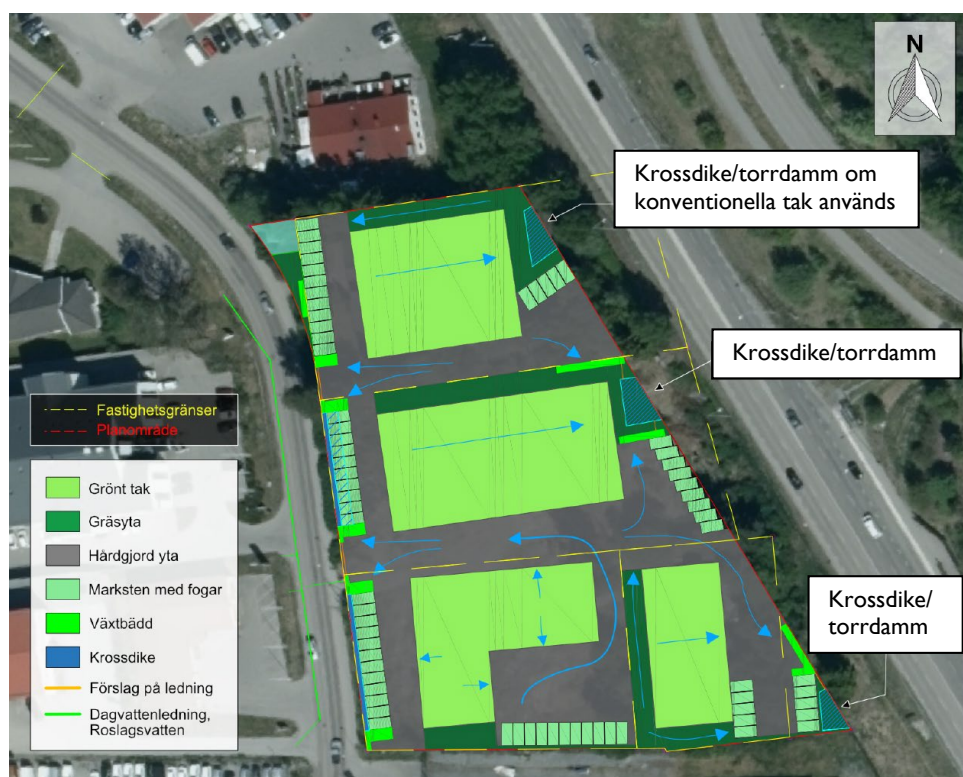 N
Krossdike/torrdamm om
konventionella tak används
Krossdike/torrdamm
Krossdike/
torrdamm
Fastighetsgränser
Planområde
Grönt tak
Gräsyta
Hårdgjord yta
Marksten med fogar
Växtbädd
Krossdike
Förslag på ledning
Dagvattenledning,
Roslagsvatten